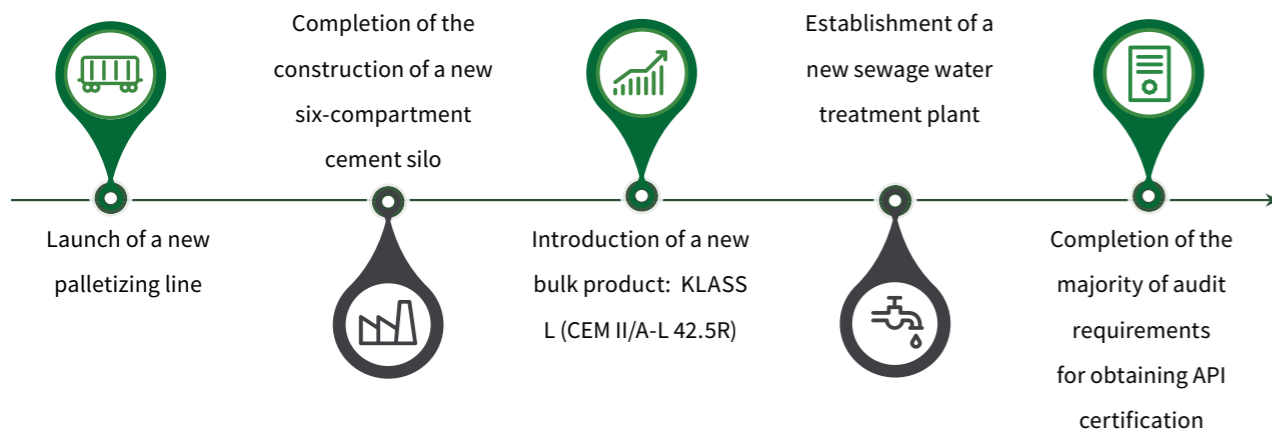 Launch of a new
palletizing line
Completion of the
construction of a new
six-compartment
cement silo
Introduction of a new
bulk product: KLASS
L (CEM II/A-L 42.5R)
Establishment of a
new sewage water
treatment plant
Completion of the
majority of audit
requirements
for obtaining API
certification